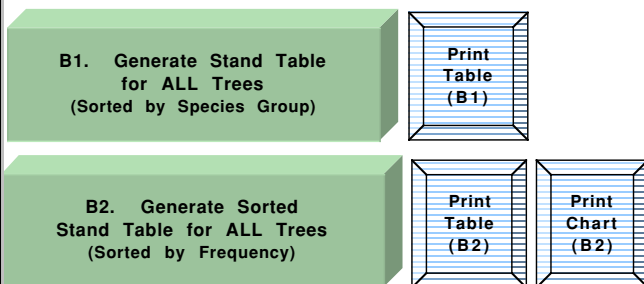 B1. Generate Stand Table
for ALL Trees
(Sorted by Species Group)
Print
Table
(B1)
B2. Generate Sorted
Stand Table for ALL Trees
(Sorted by Frequency)
Print
Table
(B2)
Print
Chart
(B2)